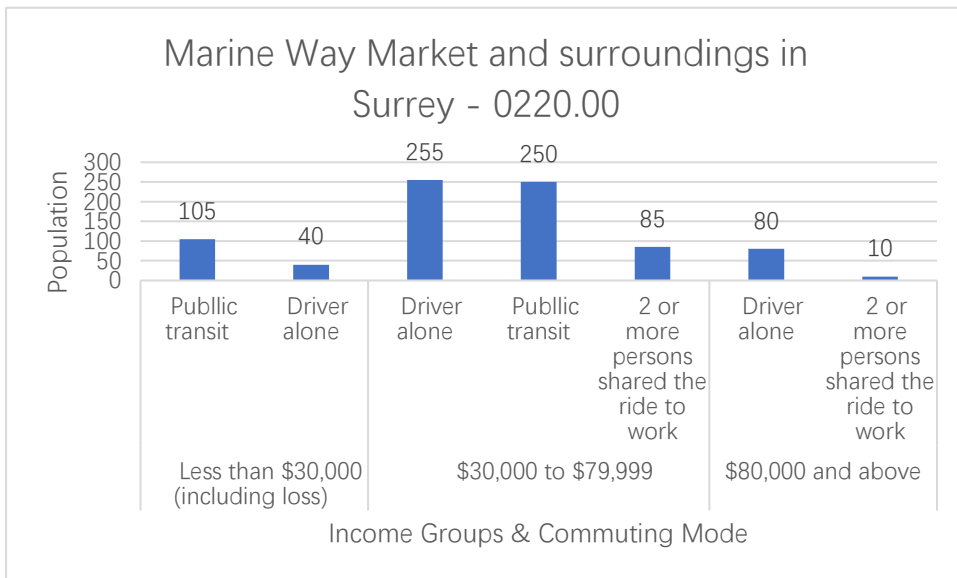 Marine Way Market and surroundings in
Surrey - 0220.00
Population
300
250
200
150
100
50
0
105
40
255
250
85
80
10
Publlic
transit
Driver
alone
Driver
alone
Publlic
transit
2 or
more
persons
shared the
ride to
work
Driver
alone
2 or
more
persons
shared the
ride to
work
Less than $30,000
(including loss)
$30,000 to $79,999
$80,000 and above
Income Groups & Commuting Mode